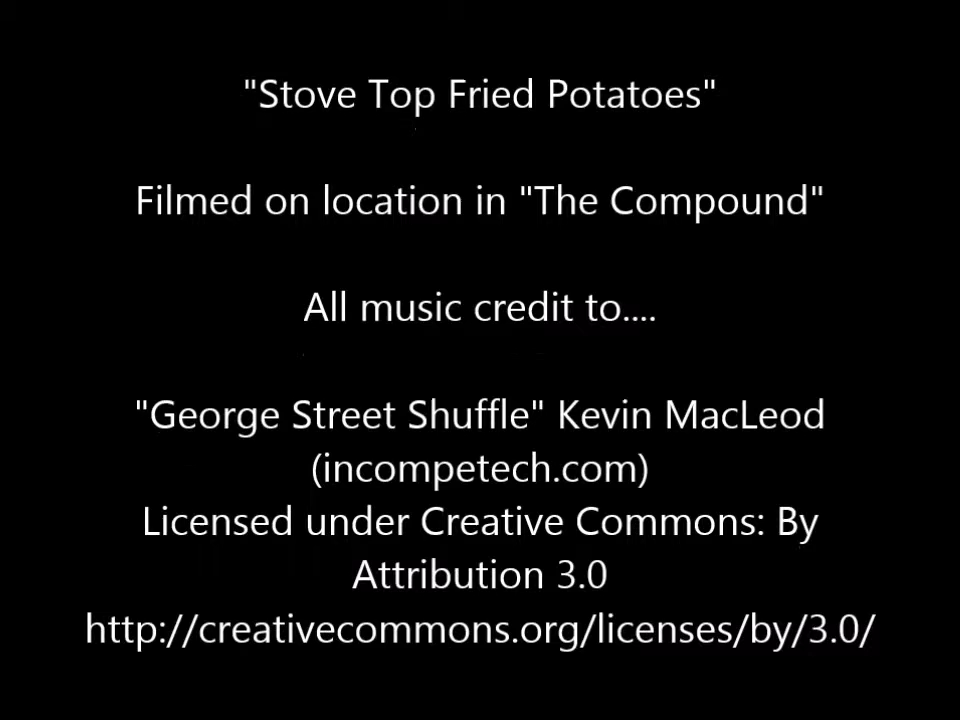 "Stove Top Fried Potatoes"
Filmed on location in "The Compound"
All music credit to....
"George Street Shuffle" Kevin MacLeod
(incompetech.com)
Licensed under Creative Commons: By
Attribution 3.0
http://creativecommons.org/licenses/by/3.0/